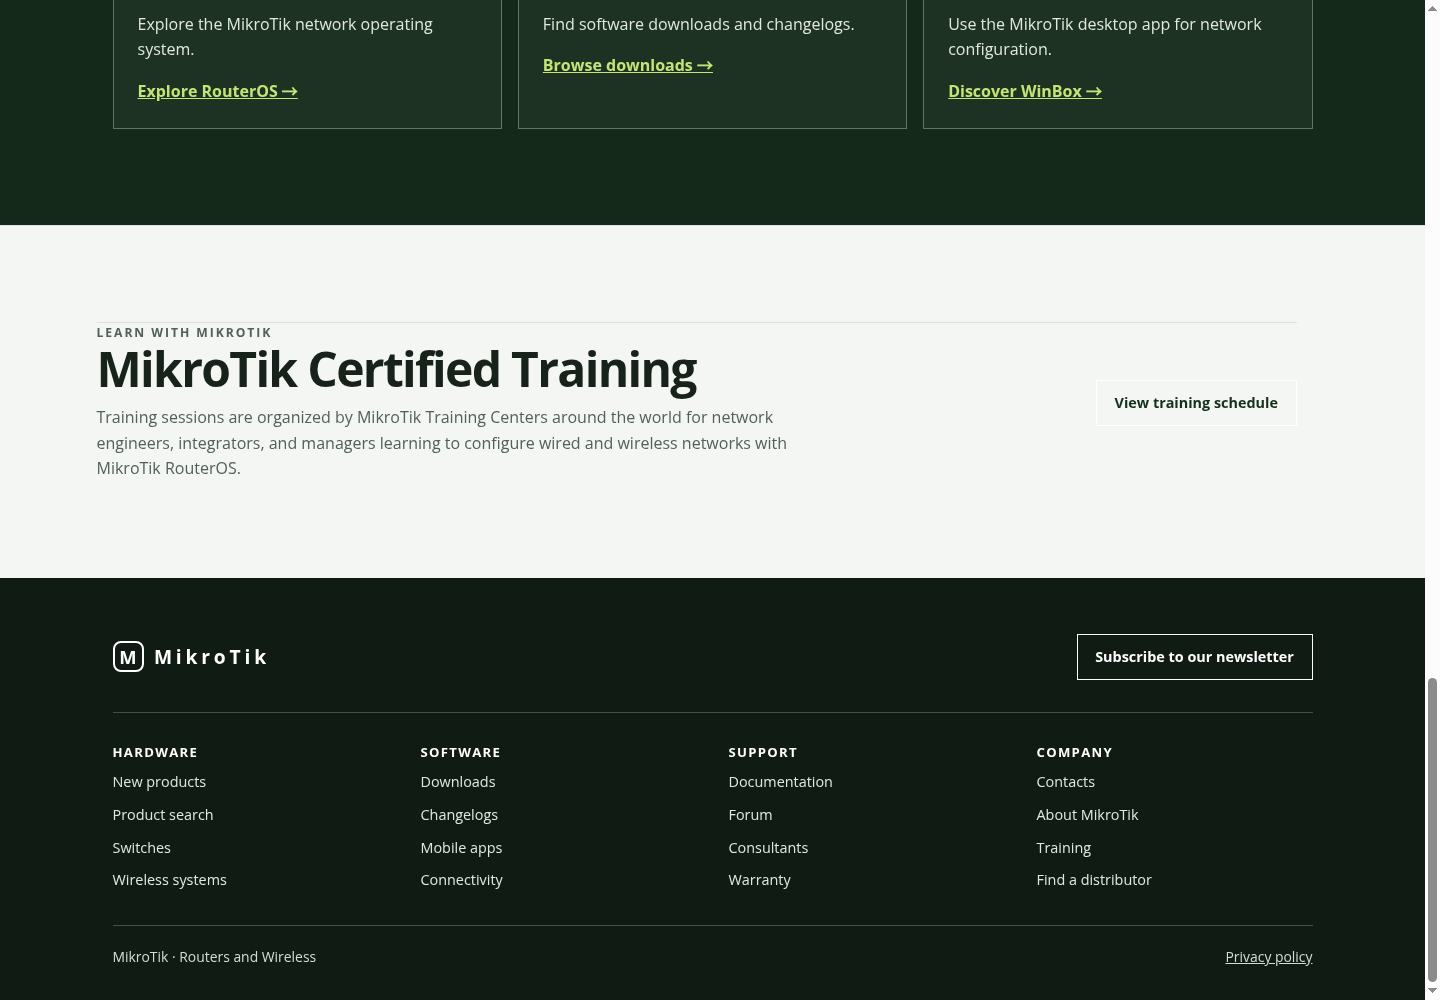 Explore the MikroTik network operating
system.
Explore RouterOS →
Find software downloads and changelogs.
Browse downloads →
Use the MikroTik desktop app for network
configuration.
Discover WinBox →
LEARN WITH MIKROTIK
MikroTik Certified Training
Training sessions are organized by MikroTik Training Centers around the world for network
engineers, integrators, and managers learning to configure wired and wireless networks with
MikroTik RouterOS.
View training schedule
M MikroTik
Subscribe to our newsletter
HARDWARE
New products
Product search
Switches
Wireless systems
SOFTWARE
Downloads
Changelogs
Mobile apps
Connectivity
SUPPORT
Documentation
Forum
Consultants
Warranty
COMPANY
Contacts
About MikroTik
Training
Find a distributor
MikroTik · Routers and Wireless
Privacy policy